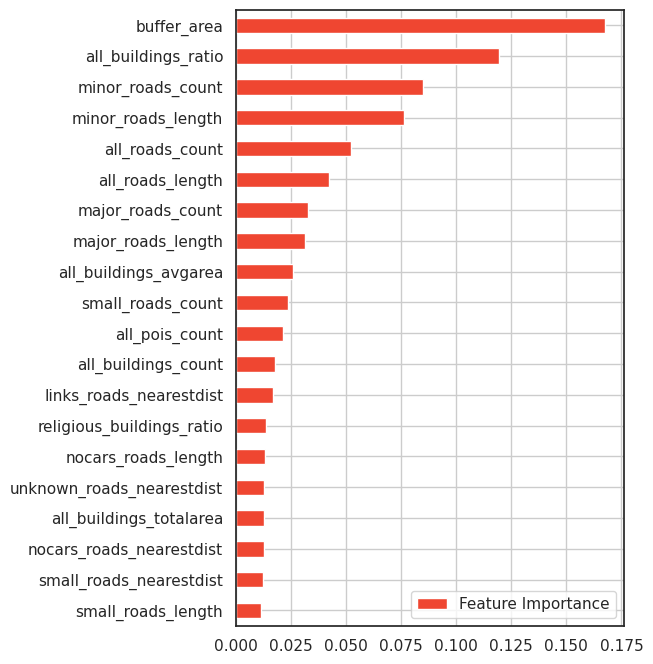 buffer_area
all_buildings_ratio
minor_roads_count
minor_roads_length
all_roads_count
all_roads_length
major_roads_count
major_roads_length
all_buildings_avgarea
small_roads_count
all_pois_count
all_buildings_count
links_roads_nearestdist
religious_buildings_ratio
nocars_roads_length
unknown_roads_nearestdist
all_buildings_totalarea
nocars_roads_nearestdist
small_roads_nearestdist
small_roads_length
Feature Importance
0.000 0.025 0.050 0.075 0.100 0.125 0.150 0.175